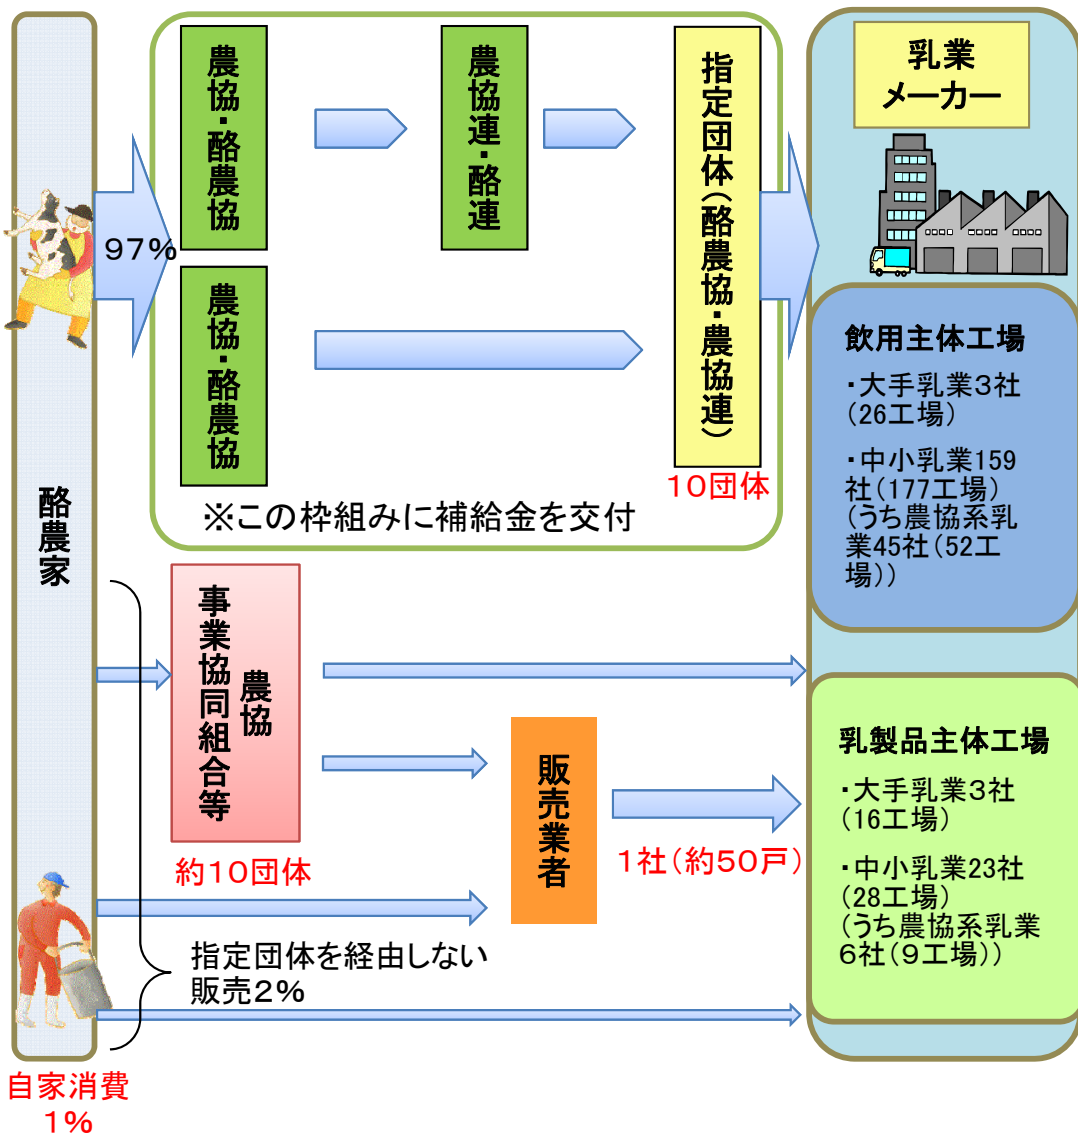 酪農家
97%
農協・酪農協
農協連・酪連
指定団体(酪農協・農協連)
農協・酪農協
10団体
※この枠組みに補給金を交付
乳業
メーカー
飲用主体工場
・大手乳業3社
(26工場)
・中小乳業159
社(177工場)
(うち農協系乳
業45社(52工
場))
事業協同組合等
農協
約10団体
販売業者
1社(約50戸)
指定団体を経由しない
販売2%
乳製品主体工場
・大手乳業3社
(16工場)
・中小乳業23社
(28工場)
(うち農協系乳業
6社(9工場))
自家消費
1%